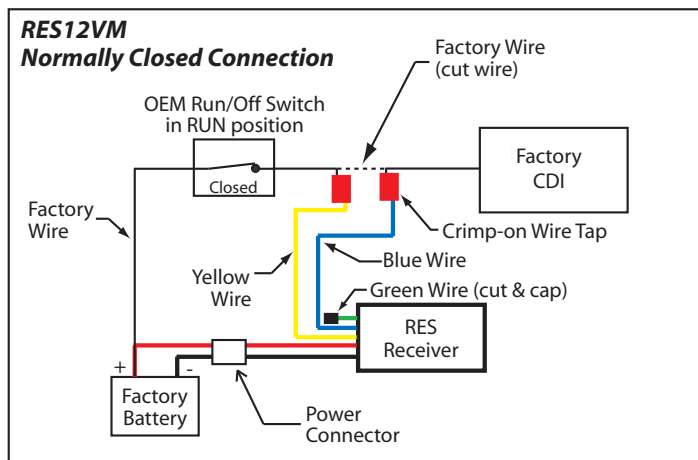 RES12VM
Normally Closed Connection
Factory Wire
(cut wire)
OEM Run/Off Switch
in RUN position
Closed
Factory
CDI
Factory
Wire
Crimp-on Wire Tap
Yellow
Wire
Blue Wire
Green Wire (cut & cap)
RES
Receiver
+
-
Factory
Battery
Power
Connector